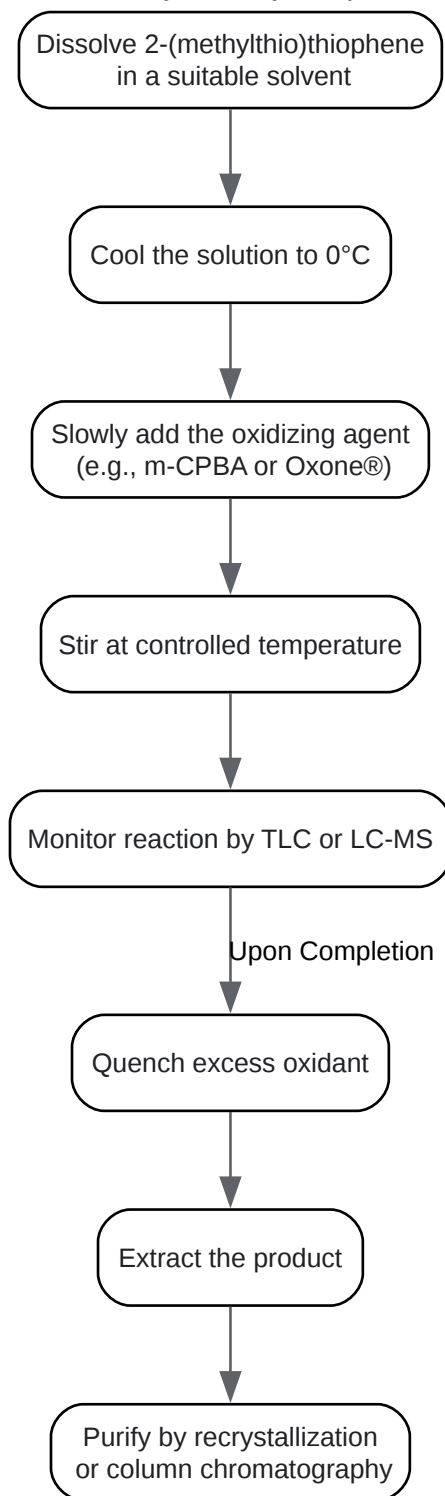 Dissolve 2-(methylthio)thiophene
in a suitable solvent
Cool the solution to 0°C
Slowly add the oxidizing agent
(e.g., m-CPBA or Oxone®)
Stir at controlled temperature
Monitor reaction by TLC or LC-MS
Upon Completion
Quench excess oxidant
Extract the product
Purify by recrystallization
or column chromatography